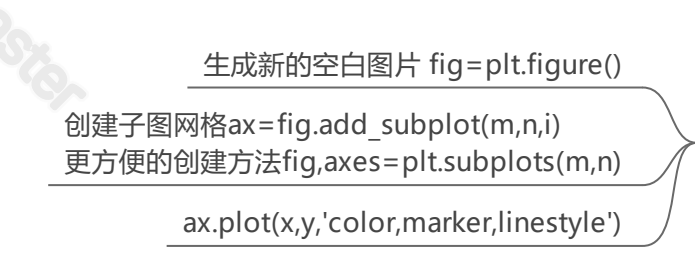 生成新的空白图片 fig=plt.figure()
创建子图网格ax=fig.add_subplot(m,n,i)
更方便的创建方法fig,axes=plt.subplots(m,n)
ax.plot(x,y,'color,marker,linestyle')